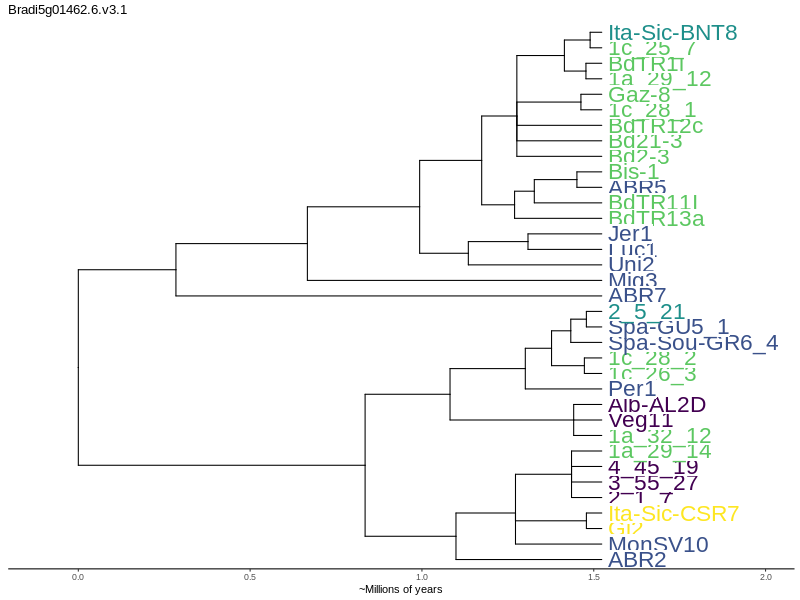 Bradi5g01462.6.v3.1
Ita-Sic-BNT8
1c_25_7
BdTR1i
1a_29_12
Gaz-8
1c_28_1
BdTR12c
Bd21-3
Bd2-3
Bis-1
ABR5
BdTR11I
BdTR13a
Jer1
Luc1
Uni2
Mig3
ABR7
2_5_21
Spa-GU5_1
Spa-Sou-GR6_4
1c_28_2
1c_26_3
Per1
Alb-AL2D
Veg11
1a_32_12
1a_29_14
4_45_19
3_55_27
2_1_7
Ita-Sic-CSR7
Gi2
MonSV10
ABR2
0.0 0.5 1.0 1.5 2.0
~Millions of years